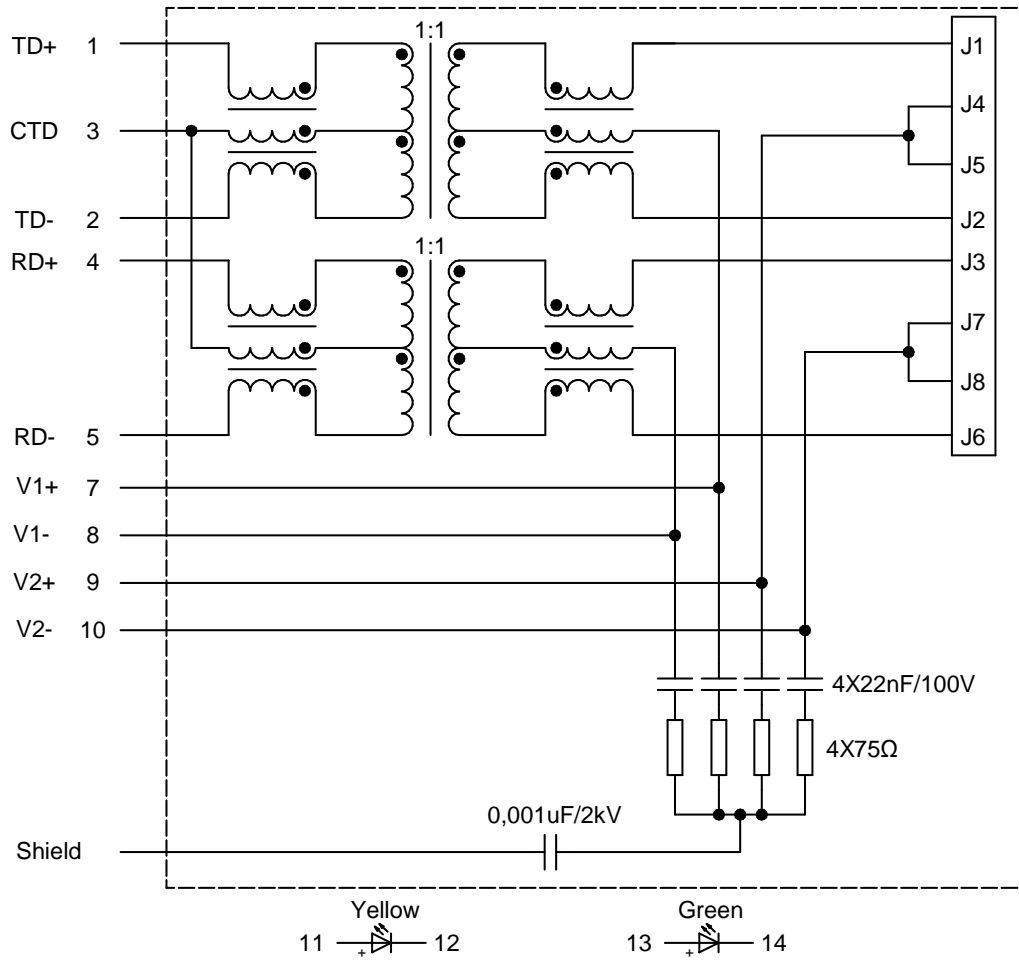 1:1
TD+ 1
J1
J4
CTD 3
J5
TD- 2
J2
1:1
RD+ 4
J3
J7
J8
RD- 5
J6
V1+ 7
V1- 8
V2+ 9
V2- 10
4X22nF/100V
4X75Ω
0,001uF/2kV
Shield
Yellow
Green
11 + 12
13 + 14